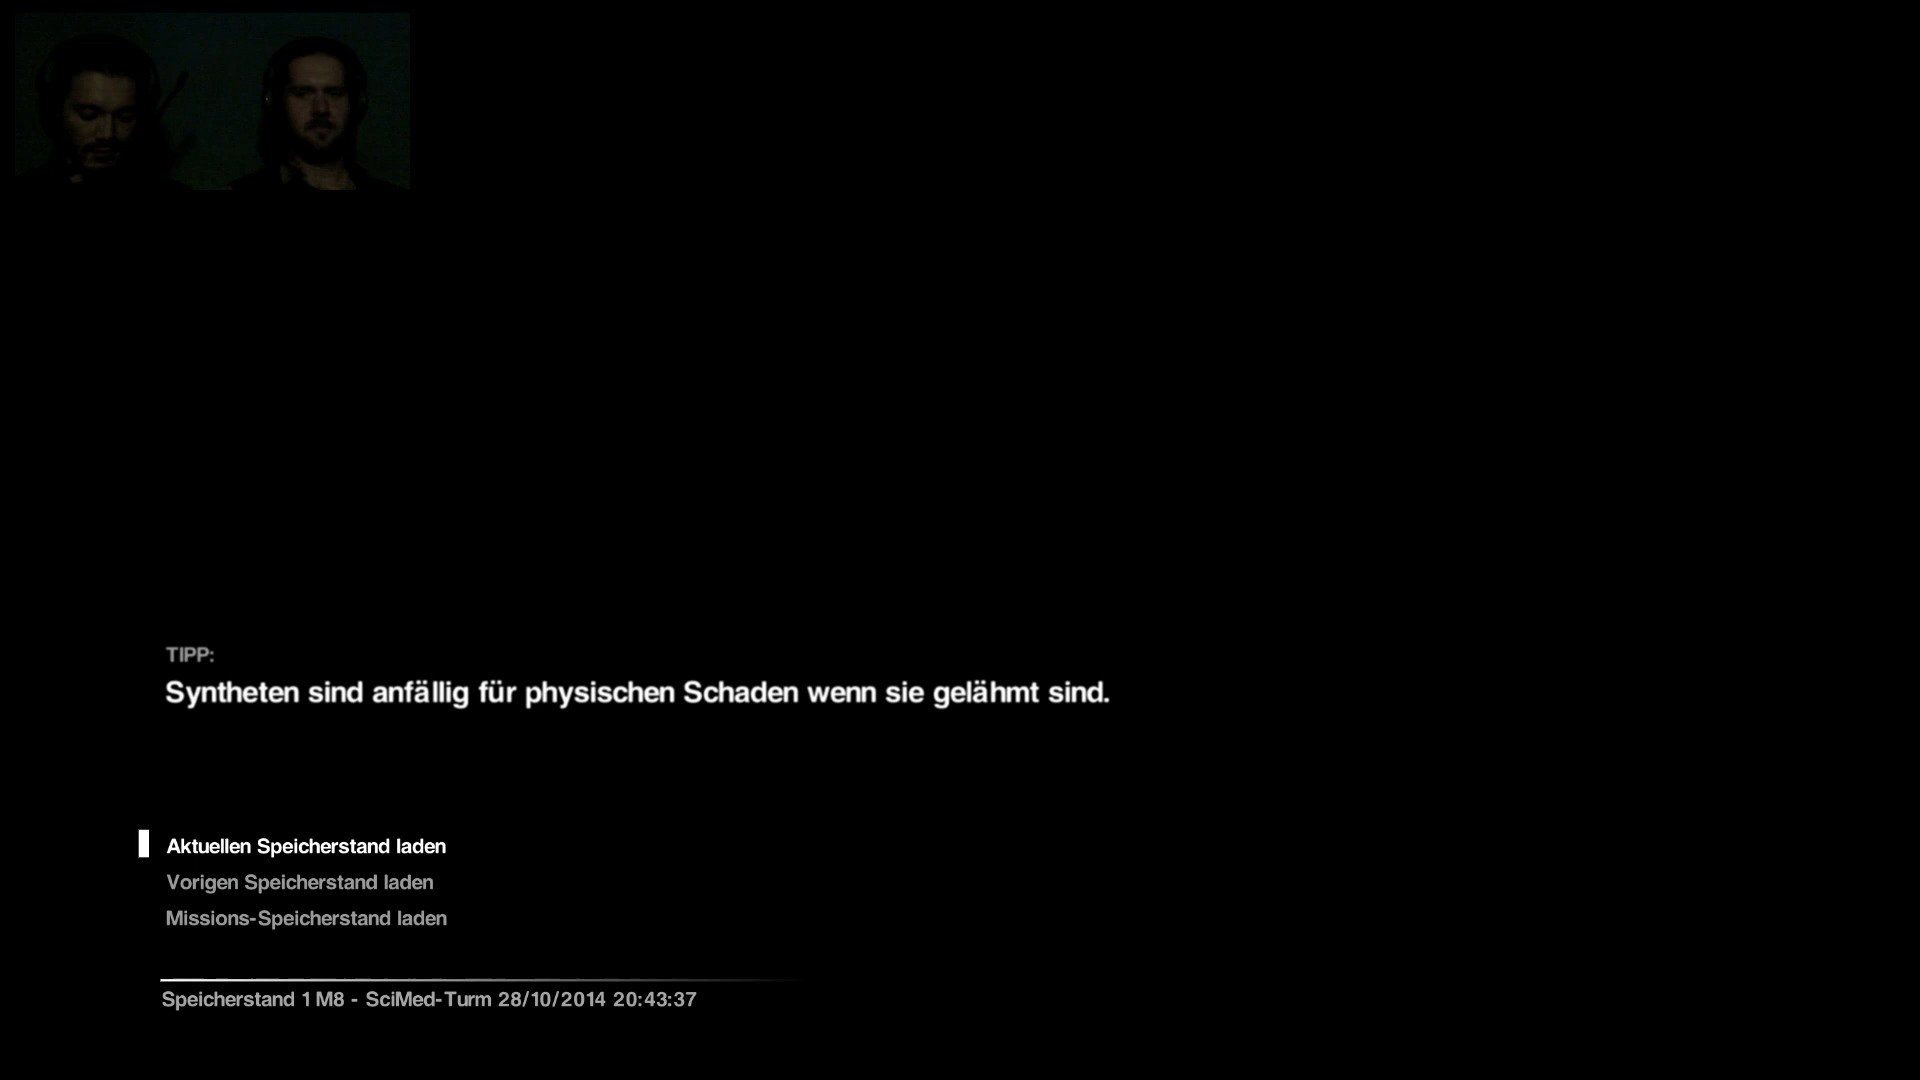 TIPP:
Syntheten sind anfällig für physischen Schaden wenn sie gelähmt sind.
Aktuellen Speicherstand laden
Vorigen Speicherstand laden
Missions-Speicherstand laden
Speicherstand 1 M8 - SciMed-Turm 28/10/2014 20:43:37